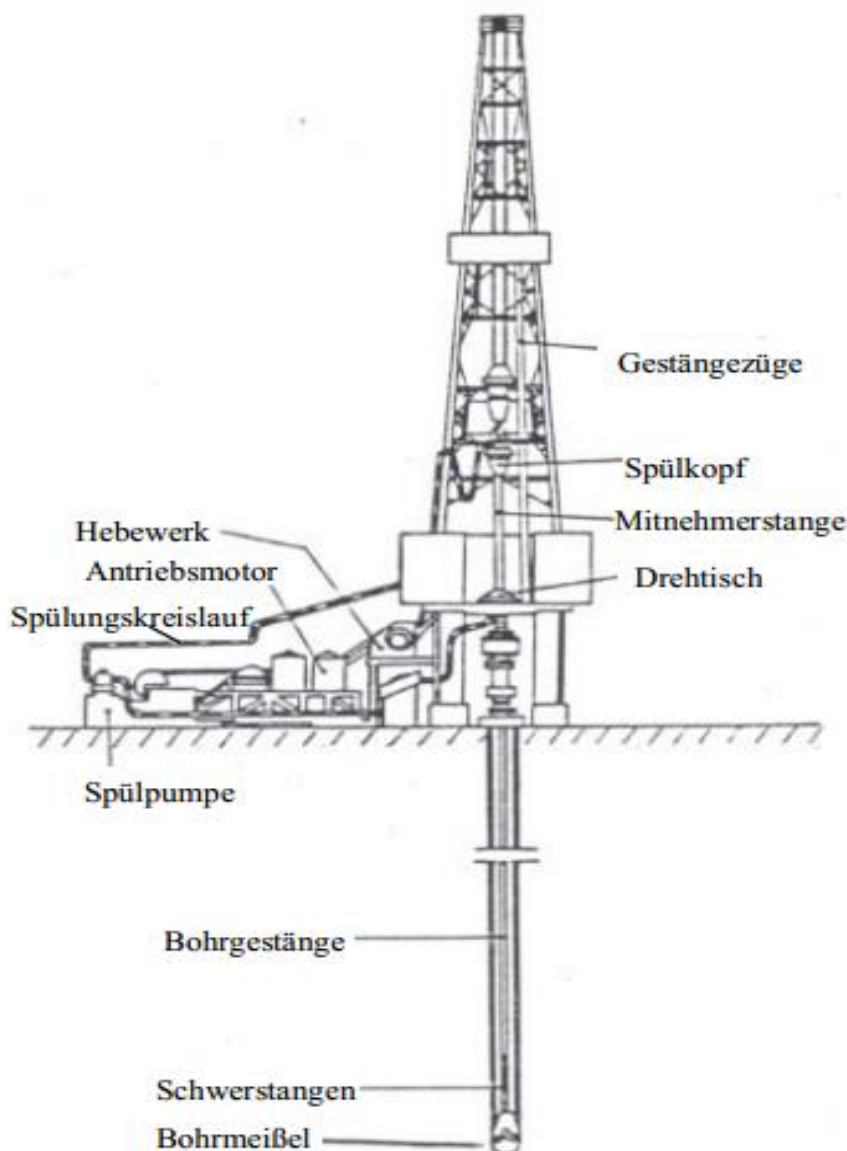 Gestängezüge
Spülkopf
Mitnehmerstange
Hebewerk
Antriebsmotor
Drehtisch
Spülungskreislauf
Spülpumpe
Bohrgestänge
Schwerstangen
Bohrmeißel